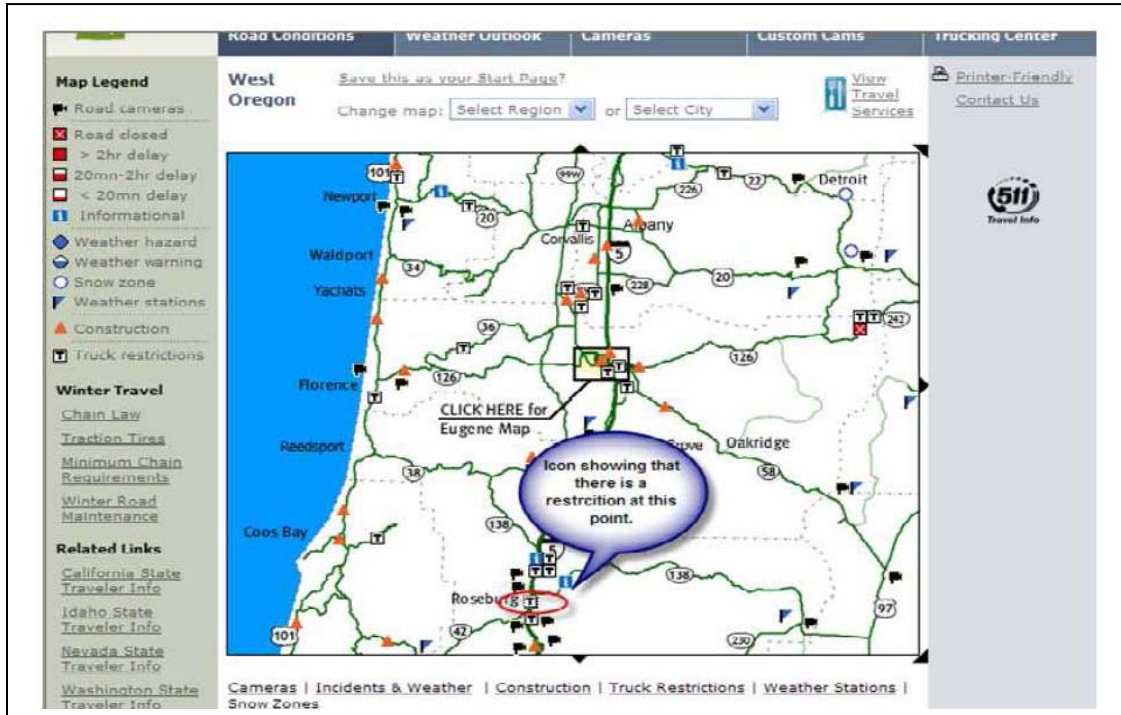 Road Conditions
Weather Outlook
Cameras
Custom Cams
Trucking Center
Map Legend
Road cameras
Road closed
> 2hr delay
20mn-2hr delay
< 20mn delay
Informational
Weather hazard
Weather warning
Snow zone
Weather stations
Construction
Truck restrictions
Winter Travel
Chain Law
Traction Tires
Minimum Chain
Requirements
Winter Road
Maintenance
Related Links
California State
Traveler Info
Idaho State
Traveler Info
Nevada State
Traveler Info
Washington State
Traveler Info
West
Oregon
Save this as your Start Page?
Change map: Select Region or Select City
View
Travel
Services
Printer-Friendly
Contact Us
511
Travel Info
101
99W
226
22
Detroit
Newport
20
Albany
Corvallis
5
Waldport
34
228
20
Yachats
36
242
126
126
Florence
CLICK HERE for
Eugene Map
Reedsport
Grove
Oakridge
Icon showing that
there is a
restrcition at this
point.
38
58
138
Coos Bay
5
138
Roseburg
97
101
42
230
Cameras | Incidents & Weather | Construction | Truck Restrictions | Weather Stations |
Snow Zones